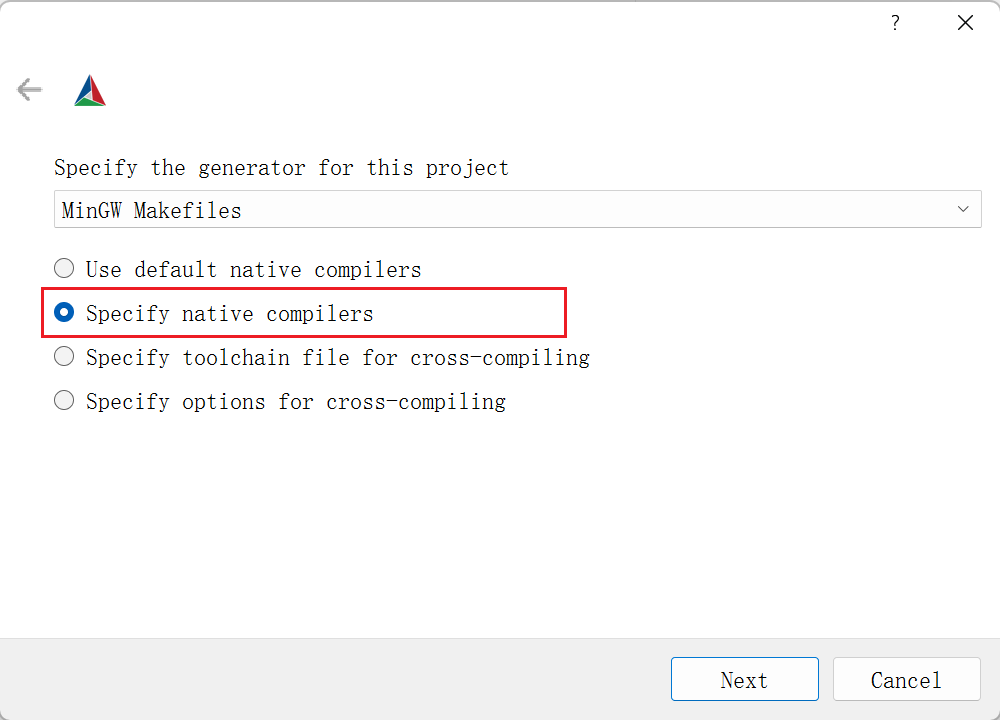 ?
Specify the generator for this project
MinGW Makefiles
Use default native compilers
Specify native compilers
Specify toolchain file for cross-compiling
Specify options for cross-compiling
Next
Cancel